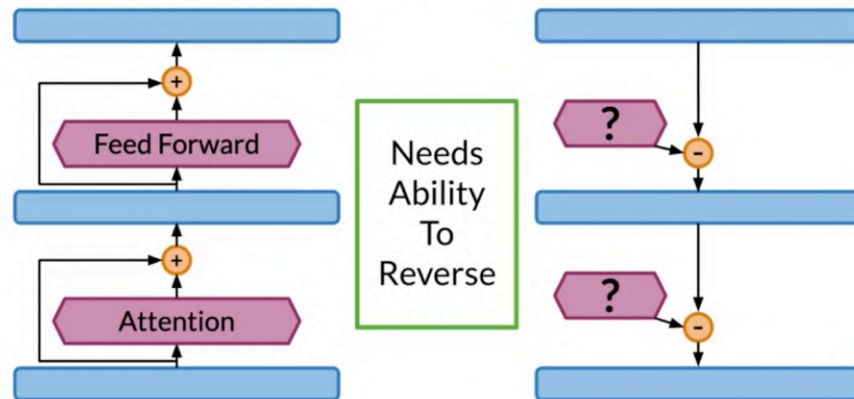 +
Feed Forward
+
Attention
Needs
Ability
To
Reverse
?
-
?
-